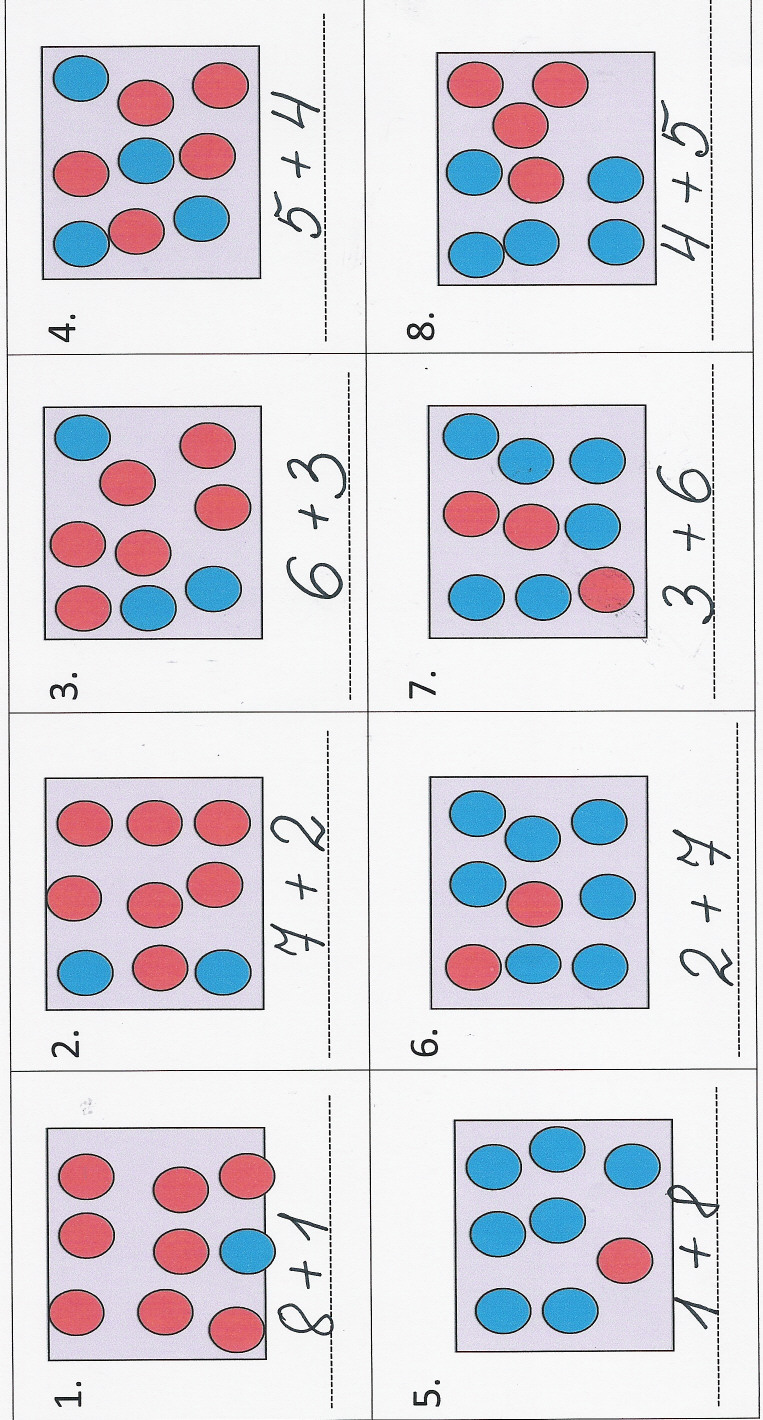 1.
8 + 1
2.
7 + 2
3.
6 + 3
4.
5 + 4
5.
1 + 8
6.
2 + 7
7.
3 + 6
8.
4 + 5